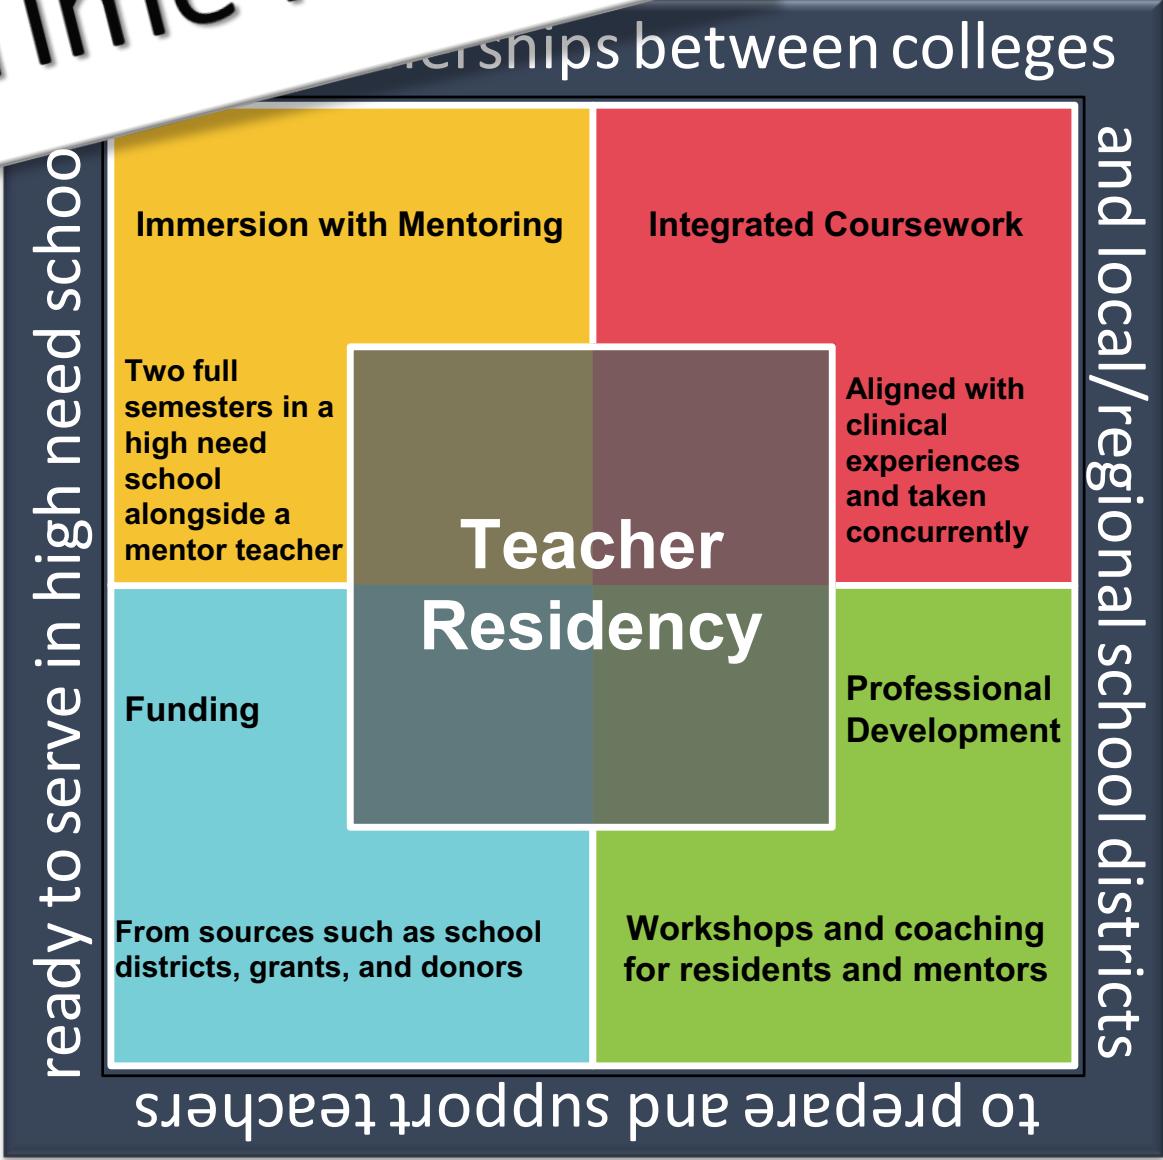 between colleges
and local/regional school districts
to prepare and support teachers
ready to serve in high need
Immersion with Mentoring
Two full
semesters in a
high need
school
alongside a
mentor teacher
Integrated Coursework
Aligned with
clinical
experiences
and taken
concurrently
Teacher
Residency
Funding
From sources such as school
districts, grants, and donors
Professional
Development
Workshops and coaching
for residents and mentors